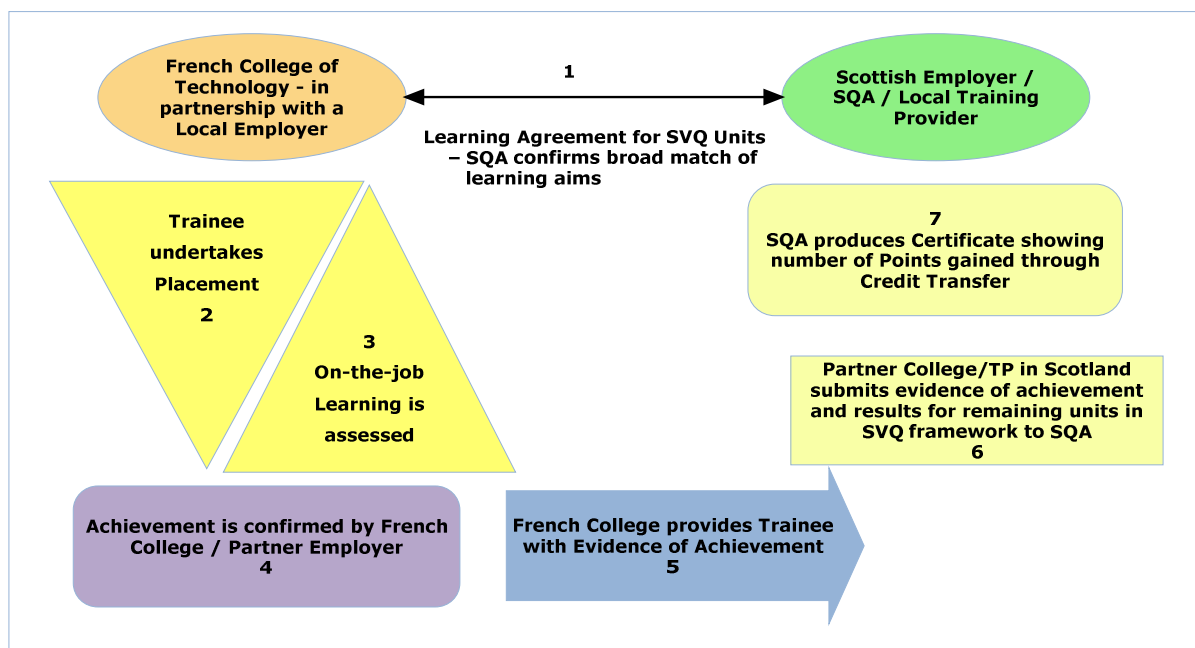 French College of
Technology - in
partnership with a
Local Employer
1
Scottish Employer /
SQA / Local Training
Provider
Learning Agreement for SVQ Units
– SQA confirms broad match of
learning aims
Trainee
undertakes
Placement
2
3
On-the-job
Learning is
assessed
7
SQA produces Certificate showing
number of Points gained through
Credit Transfer
Partner College/TP in Scotland
submits evidence of achievement
and results for remaining units in
SVQ framework to SQA
6
Achievement is confirmed by French
College / Partner Employer
4
French College provides Trainee
with Evidence of Achievement
5